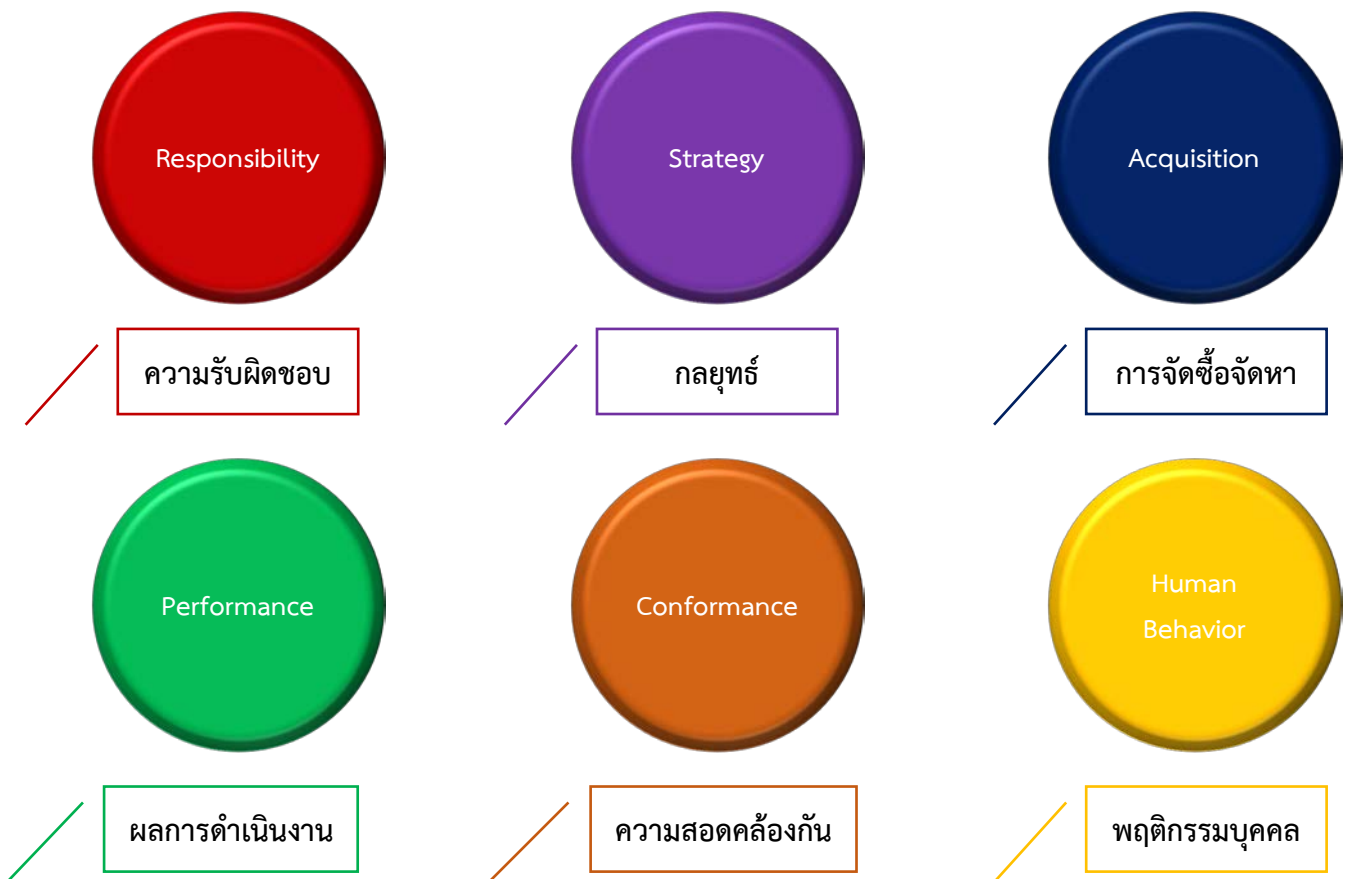 Responsibility
Strategy
Acquisition
ความรับผิดชอบ
กลยุทธ์
การจัดซื้อจัดหา
Performance
Conformance
Human
Behavior
ผลการดำเนินงาน
ความสอดคล้องกัน
พฤติกรรมบุคคล